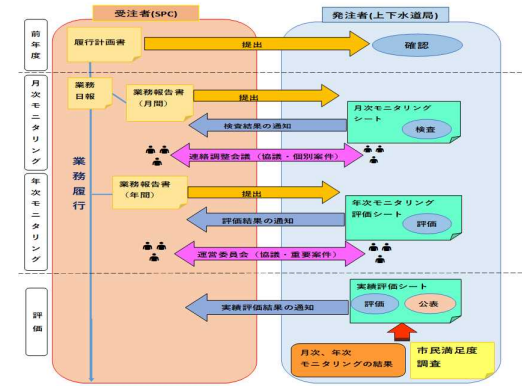 受注者(SPC)
発注者(上下水道局)
前年度
履行計画書
提出
確認
月次モニタリング
業務
日報
業務報告書
(月間)
提出
月次モニタリング
シート
検査
検査結果の通知
連絡調整会議(協議・個別案件)
業務履行
年次モニタリング
業務報告書
(年間)
提出
年次モニタリング
評価シート
評価
評価結果の通知
運営委員会(協議・重要案件)
評価
実績評価シート
評価
公表
実績評価結果の通知
月次、年次
モニタリングの結果
市民満足度
調査